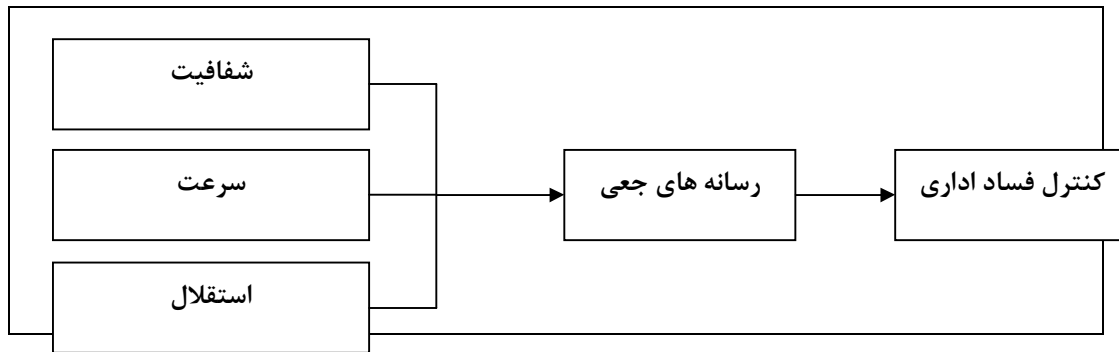 شفافیت
سرعت
رسانه های جعی
کنترل فساد اداری
استقلال